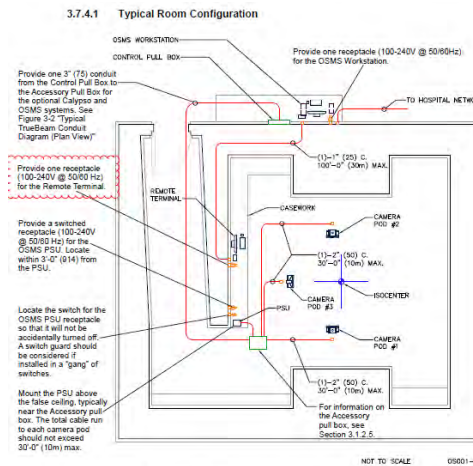 3.7.4.1 Typical Room Configuration
OSMS WORKSTATION
CONTROL PULL BOX
Provide one receptacle (100-240V @ 50/60Hz)
for the OSMS Workstation.
Provide one 3" (75) conduit
from the Control Pull Box to
the Accessory Pull Box for
the optional Calypso and
OSMS systems. See
Figure 3-2 "Typical
TrueBeam Conduit
Diagram (Plan View)"
TO HOSPITAL NETW
(1)-1" (25) C.
100'-0" (30m) MAX.
Provide one receptacle
(100-240V @ 50/60 Hz)
for the Remote Terminal.
REMOTE
TERMINAL
CASEWORK
CAMERA
POD #2
Provide a switched
receptacle (100-240V
@ 50/60 Hz) for the
OSMS PSU. Locate
within 3'-0" (914) from
the PSU.
(1)-2" (50) C.
30'-0" (10m) MAX.
ISOCENTER
CAMERA
POD #3
PSU
Locate the switch for the
OSMS PSU receptacle
so that it will not be
accidentally turned off.
A switch guard should
be considered if
installed in a "gang" of
switches.
CAMERA
POD #1
(1)-2" (50) C.
30'-0" (10m) MAX.
Mount the PSU above
the false ceiling, typically
near the Accessory pull
box. The total cable run
to each camera pod
should not exceed
30'-0" (10m) max.
For information on
the Accessory
pull box, see
Section 3.1.2.5.
NOT TO SCALE OS001-